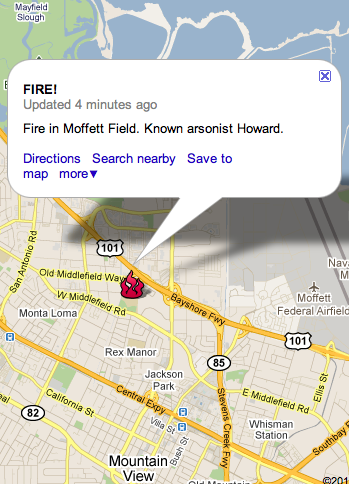 Mayfield
Slough
FIRE!
Updated 4 minutes ago
Fire in Moffett Field. Known arsonist Howard.
Directions Search nearby Save to
map more▼
San Antonio Rd
101
Old Middlefield Way
W Middlefield Rd
Bayshore Fwy
Moffett
Federal Airfield
Monta Loma
101
Rex Manor
85
Jackson
Park
Ellis St
E Middlefield Rd
California St
Central Expy
Stevens Creek Fwy
82
Villa St
Bush St
Whisman
Station
Southbay
Mountain
View
Old Mountain